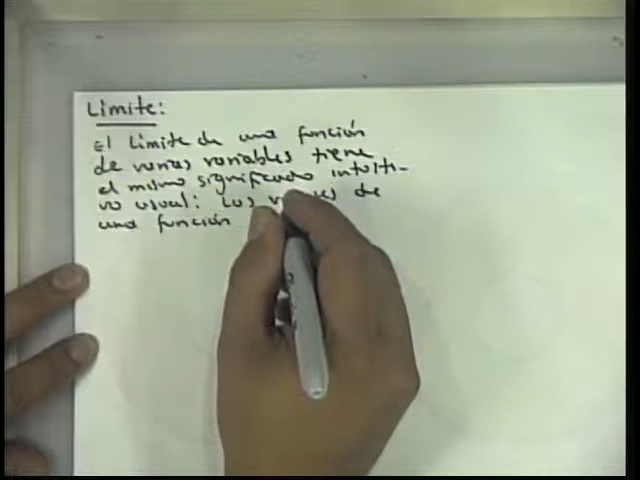 Limite:
El limite de una función
de varias variables tiene
el mismo significado intuiti-
vo usual: Los valores de
una función